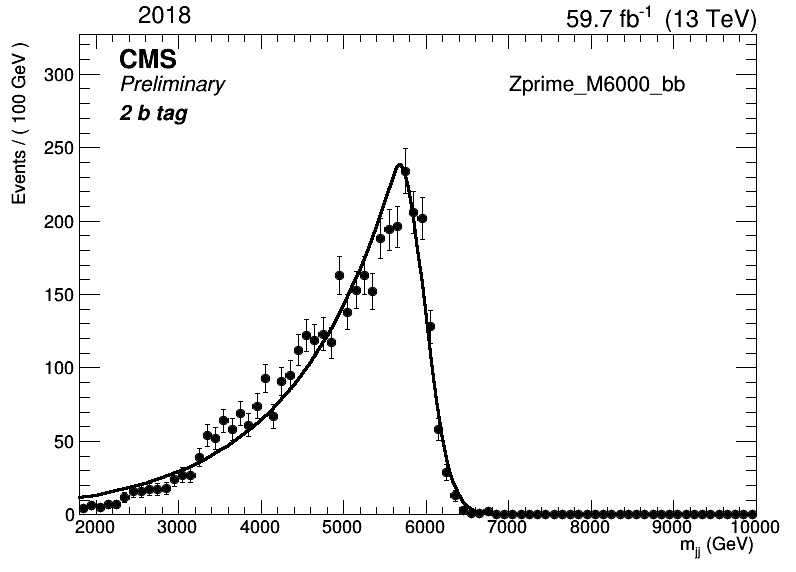 2018
59.7 fb⁻¹ (13 TeV)
CMS
Preliminary
2 b tag
Zprime_M6000_bb
Events / ( 100 GeV )
300
250
200
150
100
50
0
2000 3000 4000 5000 6000 7000 8000 9000 10000
m_jj (GeV)